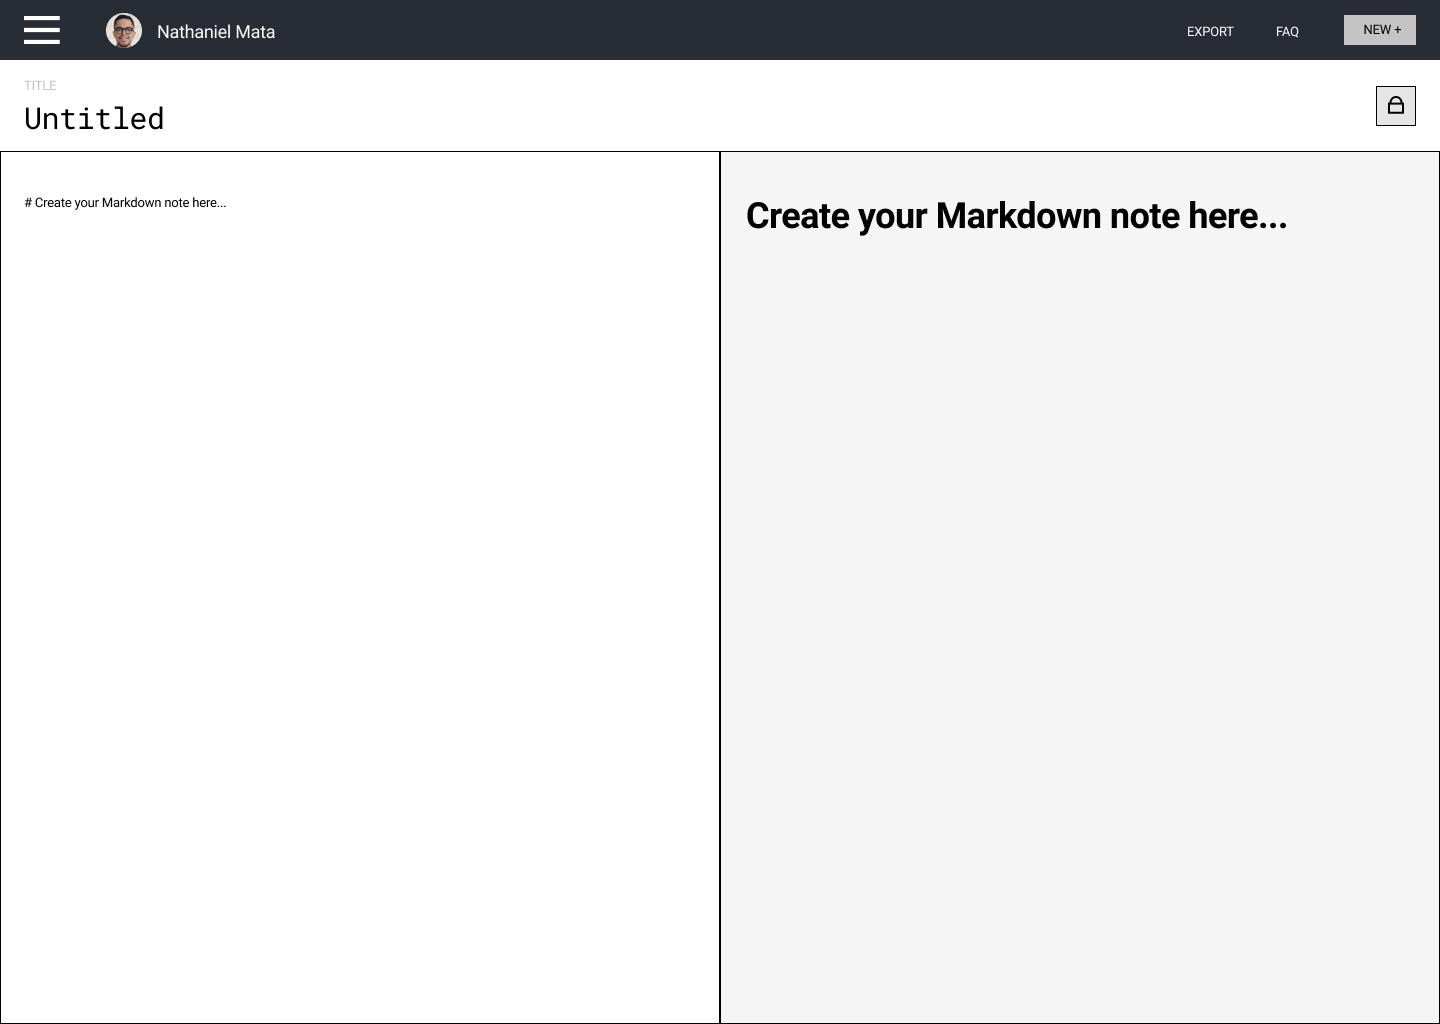 Nathaniel Mata
EXPORT
FAQ
NEW +
TITLE
Untitled
# Create your Markdown note here...
Create your Markdown note here...